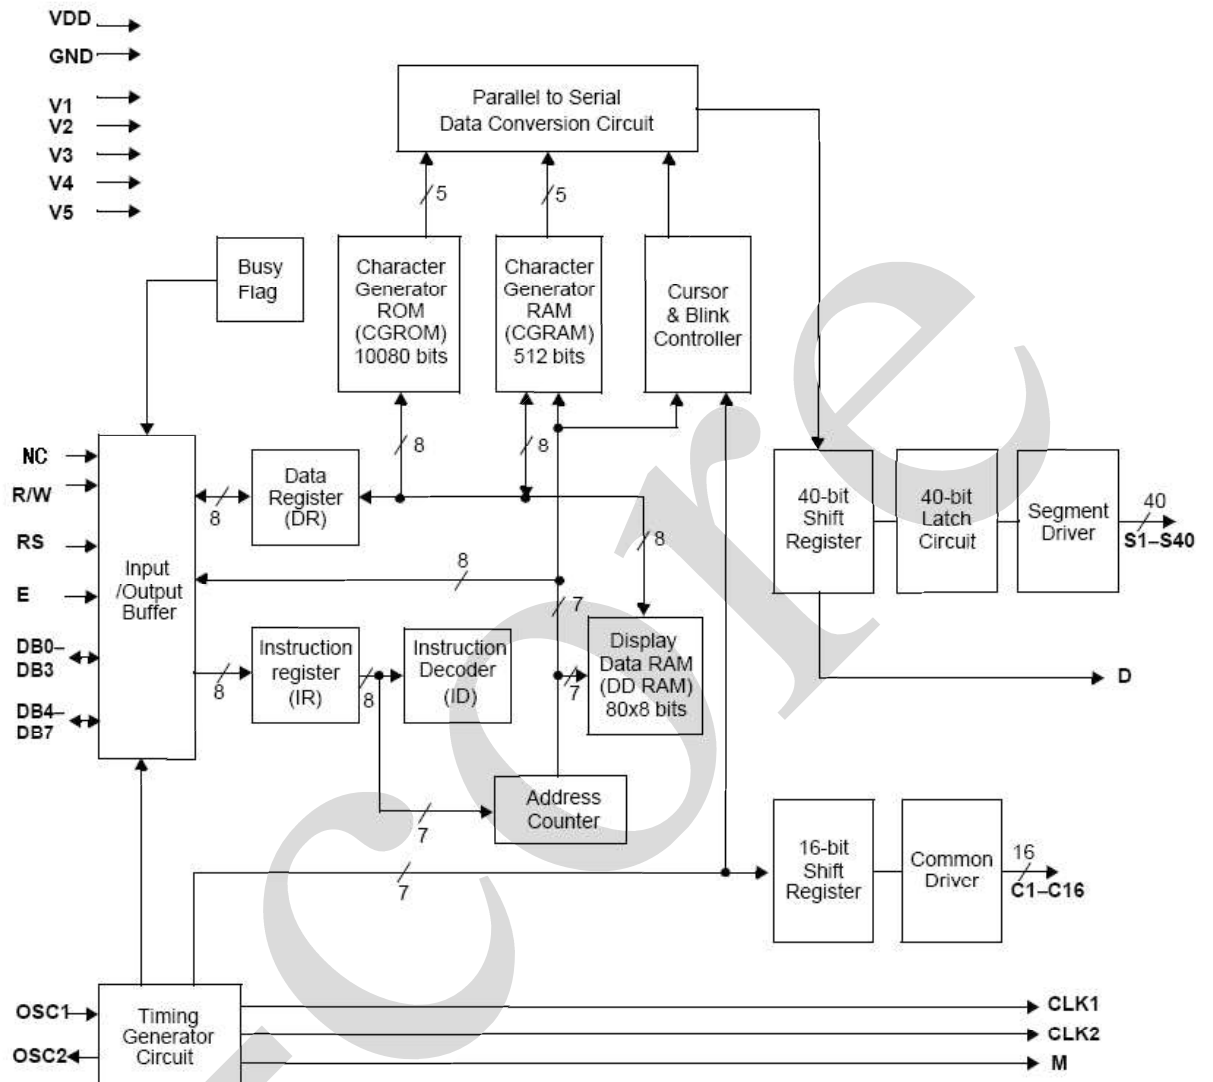 VDD
GND
V1
V2
V3
V4
V5
Parallel to Serial
Data Conversion Circuit
5
5
Busy
Flag
Character
Generator
ROM
(CGROM)
10080 bits
Character
Generator
RAM
(CGRAM)
512 bits
Cursor
& Blink
Controller
8
8
NC
R/W
RS
E
DB0–
DB3
DB4–
DB7
Input
/Output
Buffer
8
Data
Register
(DR)
8
8
7
40-bit
Shift
Register
40-bit
Latch
Circuit
Segment
Driver
40
S1–S40
8
Instruction
register
(IR)
8
Instruction
Decoder
(ID)
7
Display
Data RAM
(DD RAM)
80x8 bits
D
7
Address
Counter
7
16-bit
Shift
Register
Common
Driver
16
C1–C16
OSC1
OSC2
Timing
Generator
Circuit
CLK1
CLK2
M
core